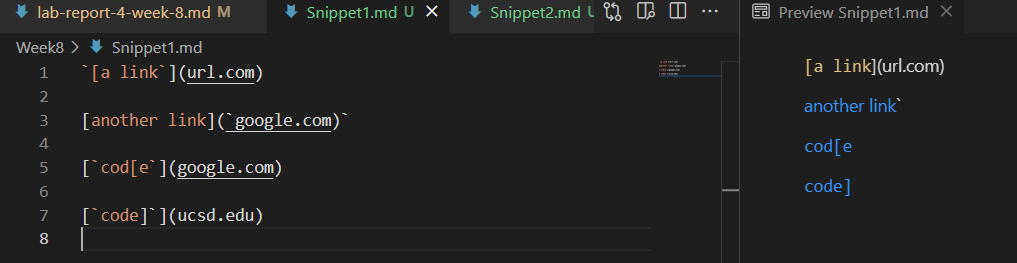 lab-report-4-week-8.md M
Snippet1.md U
Snippet2.md U
Preview Snippet1.md
Week8 > Snippet1.md
1 `[a link`](url.com)
2
3 [another link](`google.com)`
4
5 [`cod[e`](google.com)
6
7 [`code]`](ucsd.edu)
8
[a link](url.com)
another link`
cod[e
code]